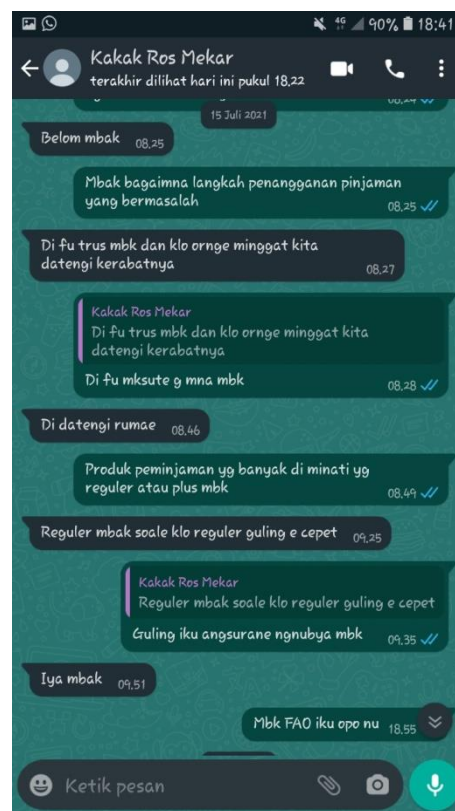 4G 90% 18:41
Kakak Ros Mekar
terakhir dilihat hari ini pukul 18.22
15 Juli 2021
Belom mbak 08.25
Mbak bagaimna langkah penangganan pinjaman
yang bermasalah 08.25
Di fu trus mbk dan klo ornge minggat kita
datengi kerabatnya 08.27
Kakak Ros Mekar
Di fu trus mbk dan klo ornge minggat kita
datengi kerabatnya
Di fu mksute g mna mbk 08.28
Di datengi rumae 08.46
Produk peminjaman yg banyak di minati yg
reguler atau plus mbk 08.49
Reguler mbak soale klo reguler guling e cepet 09.25
Kakak Ros Mekar
Reguler mbak soale klo reguler guling e cepet
Guling iku angsurane ngnubya mbk 09.35
Iya mbak 09.51
Mbk FAO iku opo nu 18.55
Ketik pesan